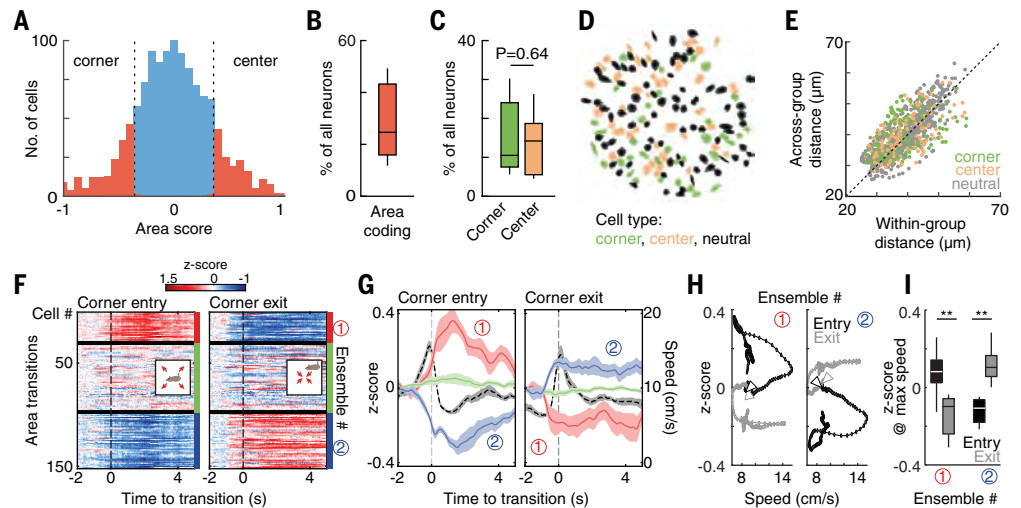 A
100
No. of cells
0
corner
center
-1
0
1
Area score
B
60
% of all neurons
0
Area
coding
C
40
% of all neurons
0
P=0.64
Corner
Center
D
Cell type:
corner, center, neutral
E
70
Across-group
distance (µm)
20
corner
center
neutral
20
70
Within-group
distance (µm)
F
z-score
1.5
0
-1
Cell #
Corner entry
Corner exit
50
150
Area transitions
1
Ensemble #
2
-2
0
2
4
-2
0
2
4
Time to transition (s)
G
Corner entry
Corner exit
0.4
z-score
0
-0.4
1
2
2
1
20
10
0
Speed (cm/s)
-2
0
2
4
-2
0
2
4
Time to transition (s)
H
Ensemble #
1
2
Entry
Exit
0.4
z-score
0
-0.4
8
14
8
14
Speed (cm/s)
I
0.4
z-score
@ max speed
0
-0.4
**
**
Entry
Exit
1
2
Ensemble #